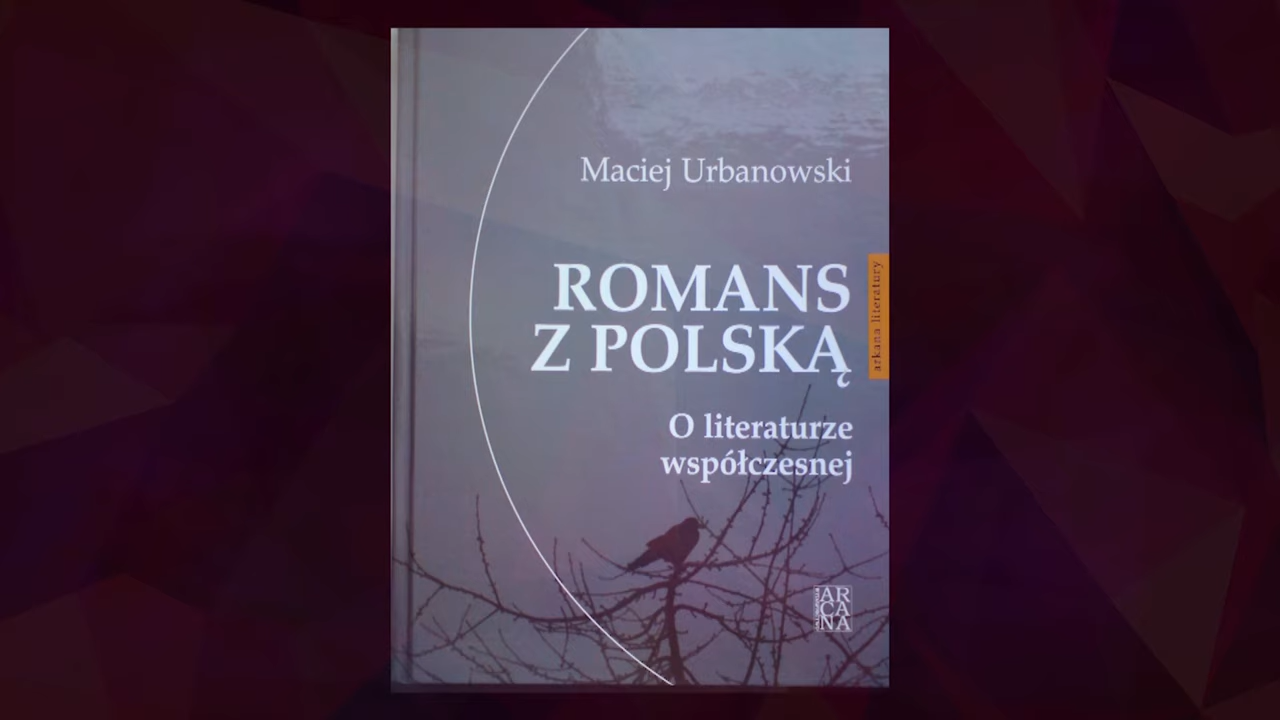 Maciej Urbanowski
ROMANS
Z POLSKĄ
arkana literatury
O literaturze
współczesnej
AR
CA
NA